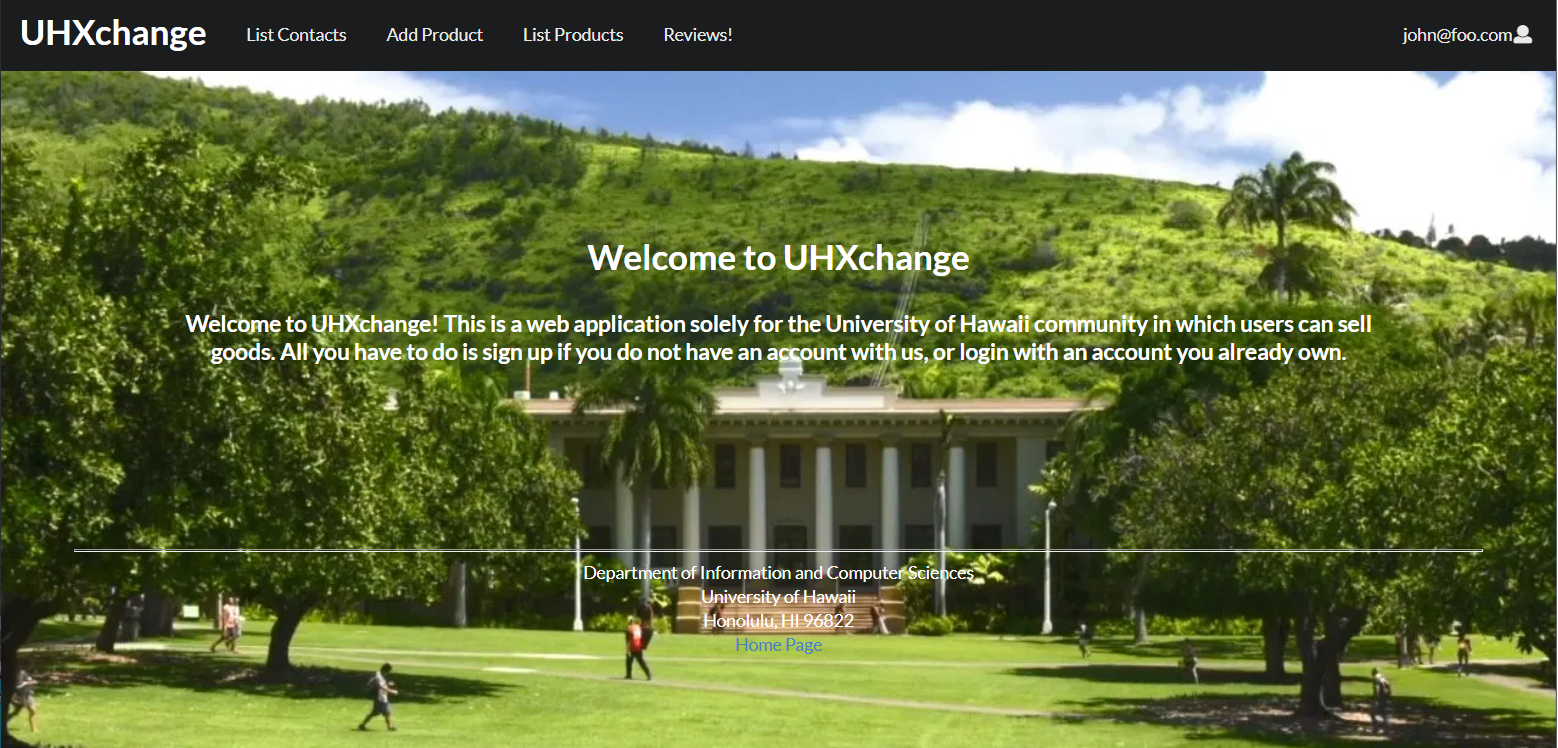 UHXchange
List Contacts
Add Product
List Products
Reviews!
john@foo.com
Welcome to UHXchange
Welcome to UHXchange! This is a web application solely for the University of Hawaii community in which users can sell
goods. All you have to do is sign up if you do not have an account with us, or login with an account you already own.
Department of Information and Computer Sciences
University of Hawaii
Honolulu, HI 96822
Home Page